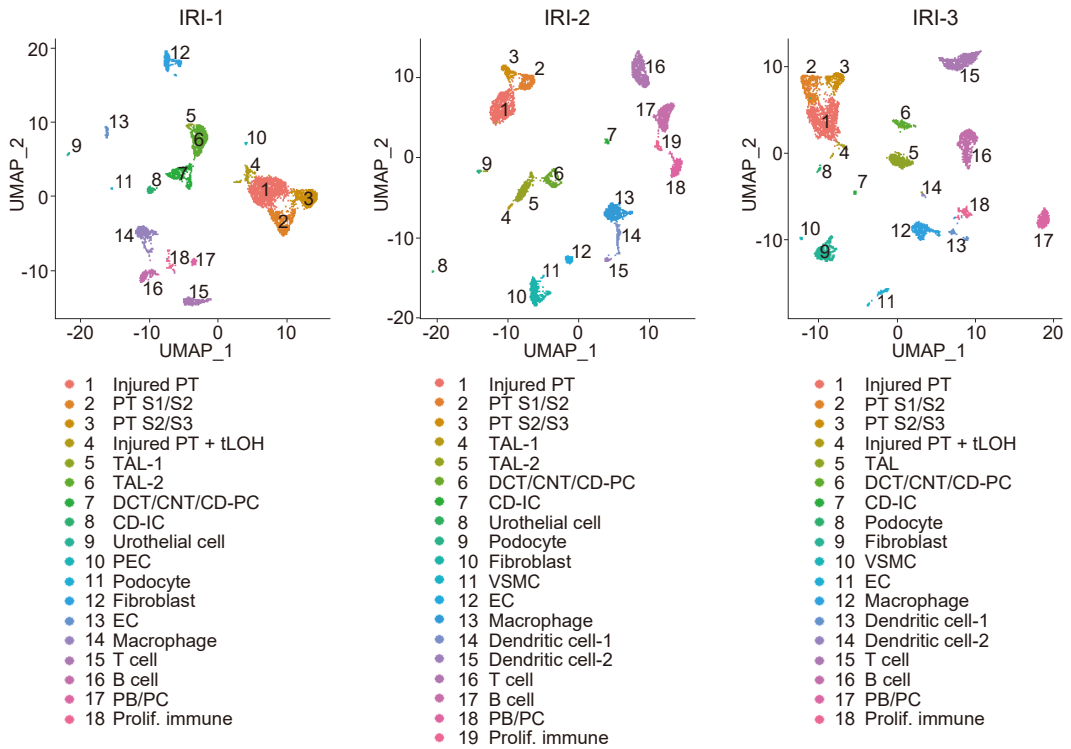 IRI-1
UMAP_2
20
10
0
-10
-20
-10
0
10
UMAP_1
12
5
13
6
10
9
4
7
8
11
1
3
2
14
18
17
16
15
1 Injured PT
2 PT S1/S2
3 PT S2/S3
4 Injured PT + tLOH
5 TAL-1
6 TAL-2
7 DCT/CNT/CD-PC
8 CD-IC
9 Urothelial cell
10 PEC
11 Podocyte
12 Fibroblast
13 EC
14 Macrophage
15 T cell
16 B cell
17 PB/PC
18 Prolif. immune
IRI-2
UMAP_2
10
0
-10
-20
-20
-10
0
10
UMAP_1
3
2
16
1
17
7
19
9
6
18
5
4
13
14
12
8
11
15
10
1 Injured PT
2 PT S1/S2
3 PT S2/S3
4 TAL-1
5 TAL-2
6 DCT/CNT/CD-PC
7 CD-IC
8 Urothelial cell
9 Podocyte
10 Fibroblast
11 VSMC
12 EC
13 Macrophage
14 Dendritic cell-1
15 Dendritic cell-2
16 T cell
17 B cell
18 PB/PC
19 Prolif. immune
IRI-3
UMAP_2
10
0
-10
-10
0
10
20
UMAP_1
2
3
15
1
6
4
5
16
8
7
14
18
10
12
13
17
9
11
1 Injured PT
2 PT S1/S2
3 PT S2/S3
4 Injured PT + tLOH
5 TAL
6 DCT/CNT/CD-PC
7 CD-IC
8 Podocyte
9 Fibroblast
10 VSMC
11 EC
12 Macrophage
13 Dendritic cell-1
14 Dendritic cell-2
15 T cell
16 B cell
17 PB/PC
18 Prolif. immune